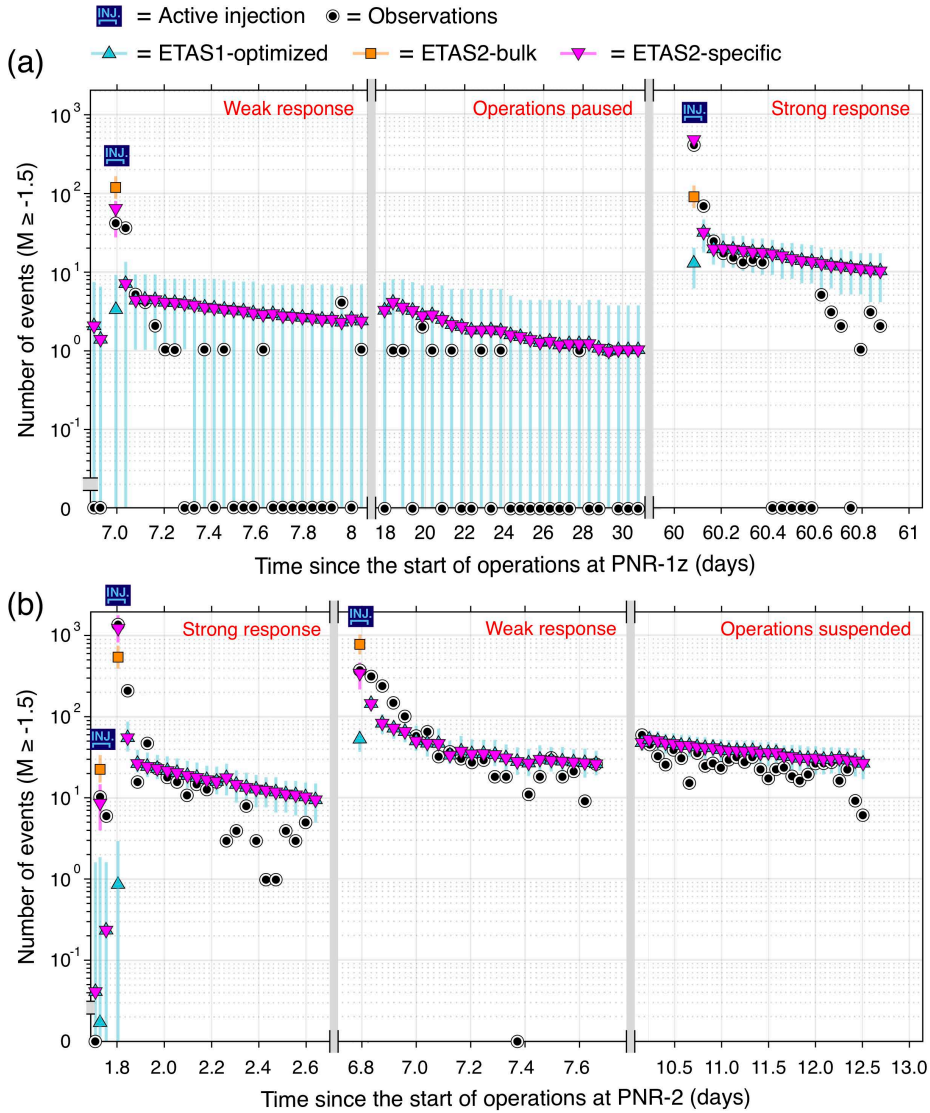 INJ. = Active injection = Observations
= ETAS1-optimized = ETAS2-bulk = ETAS2-specific
(a)
Weak response Operations paused Strong response
INJ. INJ.
Number of events (M ≥ -1.5)
10³
10²
10¹
10⁰
10⁻¹
0
7.0 7.2 7.4 7.6 7.8 8 18 20 22 24 26 28 30 60 60.2 60.4 60.6 60.8 61
Time since the start of operations at PNR-1z (days)
(b)
INJ. INJ. INJ.
Strong response Weak response Operations suspended
Number of events (M ≥ -1.5)
10³
10²
10¹
10⁰
10⁻¹
0
1.8 2.0 2.2 2.4 2.6 6.8 7.0 7.2 7.4 7.6 10.5 11.0 11.5 12.0 12.5 13.0
Time since the start of operations at PNR-2 (days)